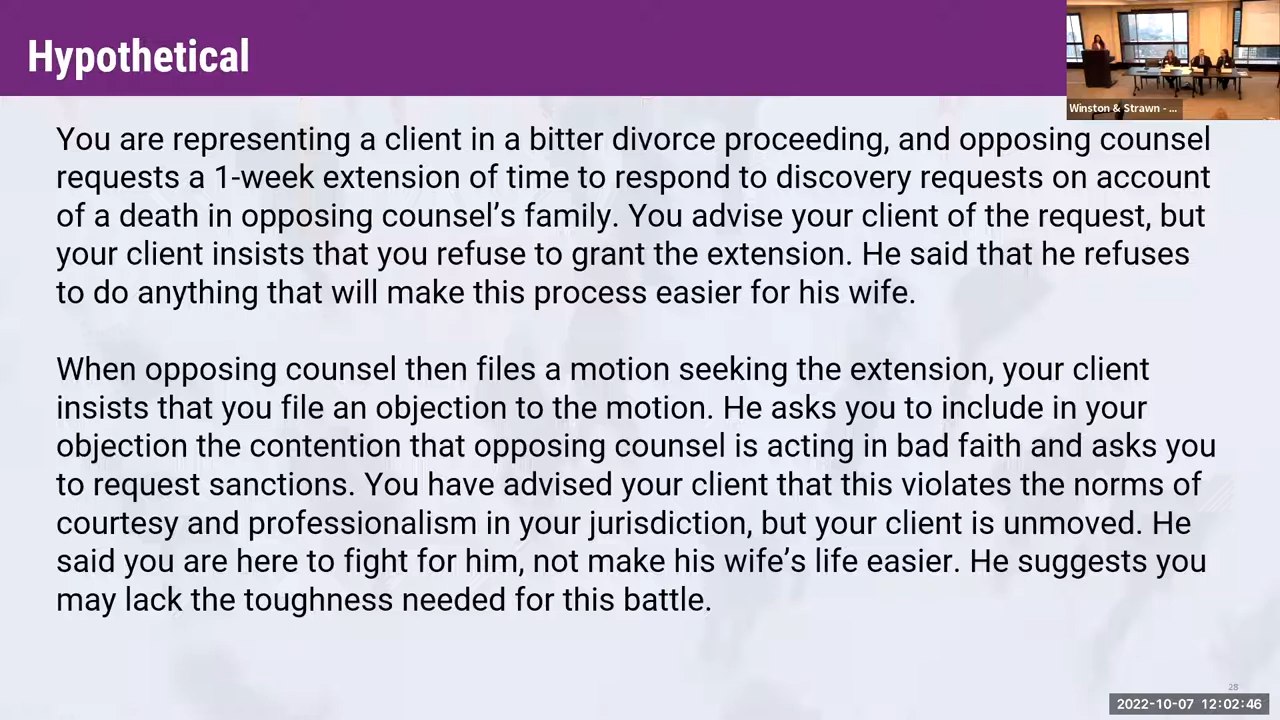 Hypothetical
Winston & Strawn - ...
You are representing a client in a bitter divorce proceeding, and opposing counsel
requests a 1-week extension of time to respond to discovery requests on account
of a death in opposing counsel’s family. You advise your client of the request, but
your client insists that you refuse to grant the extension. He said that he refuses
to do anything that will make this process easier for his wife.
When opposing counsel then files a motion seeking the extension, your client
insists that you file an objection to the motion. He asks you to include in your
objection the contention that opposing counsel is acting in bad faith and asks you
to request sanctions. You have advised your client that this violates the norms of
courtesy and professionalism in your jurisdiction, but your client is unmoved. He
said you are here to fight for him, not make his wife’s life easier. He suggests you
may lack the toughness needed for this battle.
28
2022-10-07 12:02:46